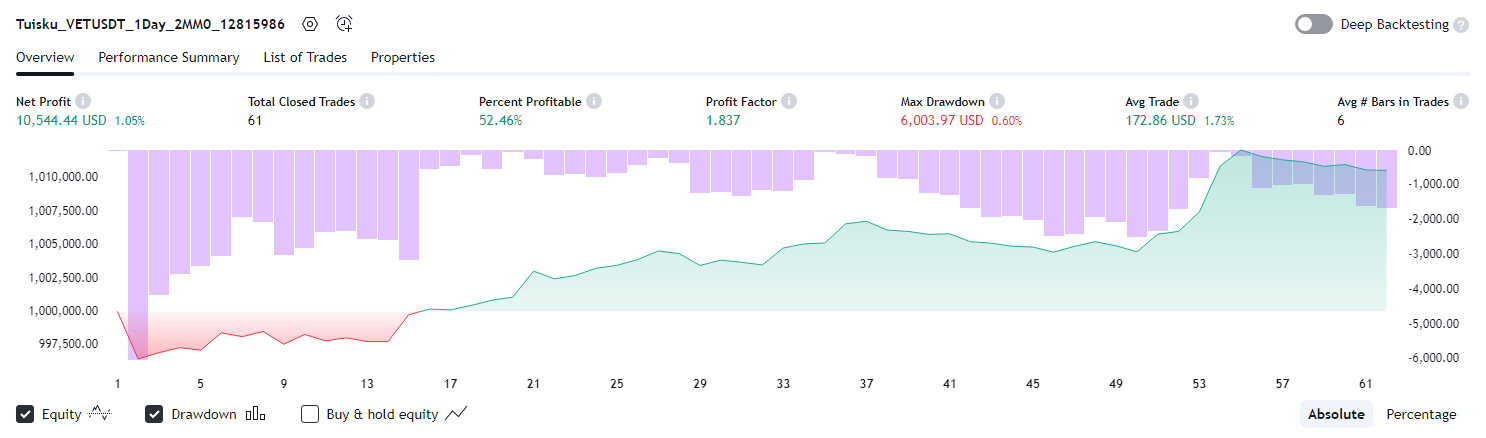 Tuisku_VETUSDT_1Day_2MM0_12815986
Deep Backtesting ?
Overview Performance Summary List of Trades Properties
Net Profit i Total Closed Trades i Percent Profitable i Profit Factor i Max Drawdown i Avg Trade i Avg # Bars in Trades i
10,544.44 USD 1.05% 61 52.46% 1.837 6,003.97 USD 0.60% 172.86 USD 1.73% 6
0.00
1,010,000.00
-1,000.00
1,007,500.00
-2,000.00
1,005,000.00
-3,000.00
1,002,500.00
-4,000.00
1,000,000.00
-5,000.00
997,500.00
-6,000.00
1 5 9 13 17 21 25 29 33 37 41 45 49 53 57 61
Equity Drawdown Buy & hold equity Absolute Percentage